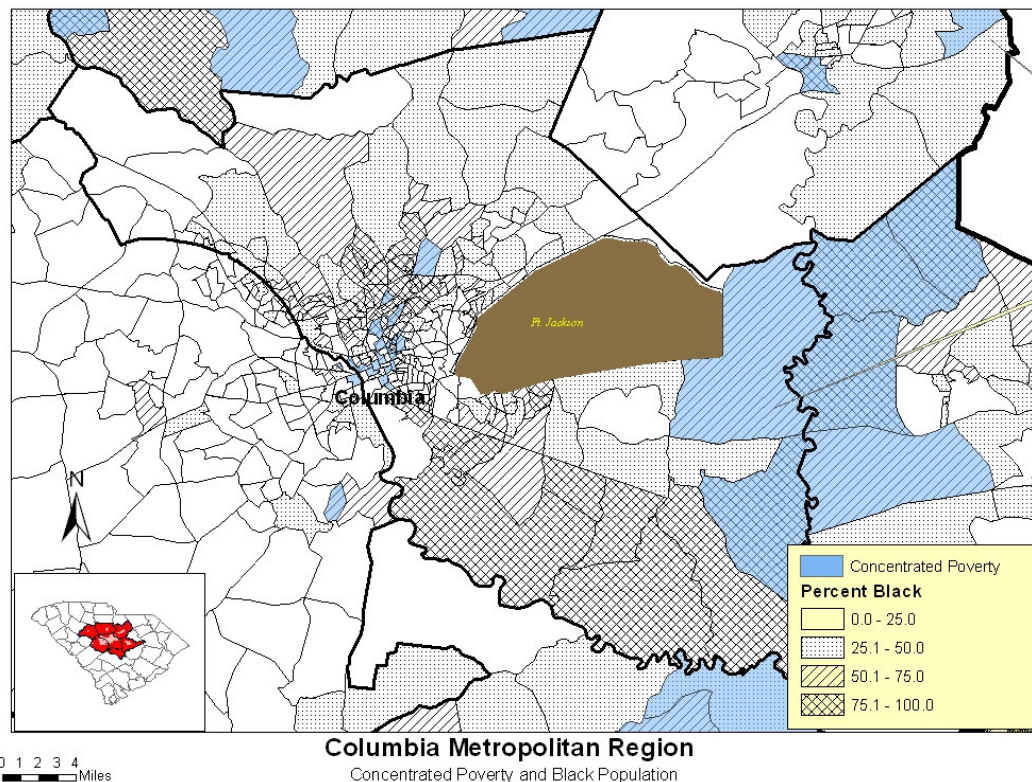 Ft. Jackson
Columbia
N
Concentrated Poverty
Percent Black
0.0 - 25.0
25.1 - 50.0
50.1 - 75.0
75.1 - 100.0
0 1 2 3 4
Miles
Columbia Metropolitan Region
Concentrated Poverty and Black Population